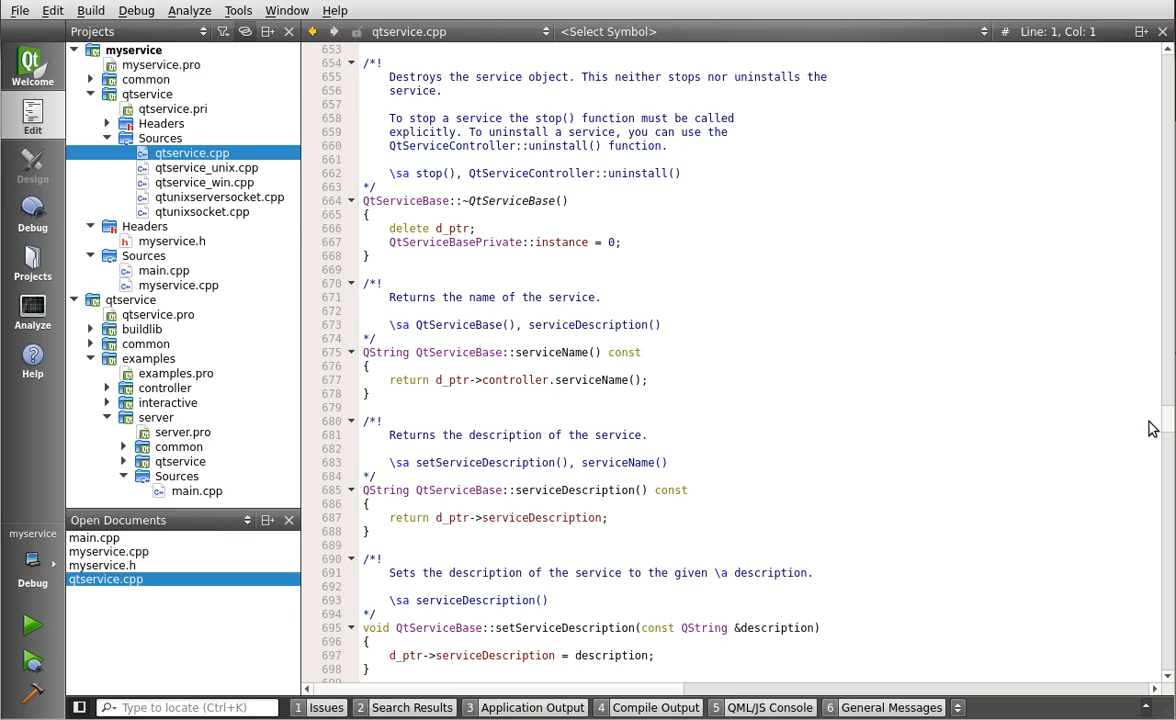 File Edit Build Debug Analyze Tools Window Help
Projects
qtservice.cpp
<Select Symbol>
# Line: 1, Col: 1
Qt
Welcome
Edit
Design
Debug
Projects
Analyze
Help
myservice
Debug
myservice
myservice.pro
common
qtservice
qtservice.pri
Headers
Sources
qtservice.cpp
qtservice_unix.cpp
qtservice_win.cpp
qtunixserversocket.cpp
qtunixsocket.cpp
Headers
myservice.h
Sources
main.cpp
myservice.cpp
qtservice
qtservice.pro
buildlib
common
examples
examples.pro
controller
interactive
server
server.pro
common
qtservice
Sources
main.cpp
Open Documents
main.cpp
myservice.cpp
myservice.h
qtservice.cpp
653
654 /*!
655 Destroys the service object. This neither stops nor uninstalls the
656 service.
657
658 To stop a service the stop() function must be called
659 explicitly. To uninstall a service, you can use the
660 QtServiceController::uninstall() function.
661
662 \sa stop(), QtServiceController::uninstall()
663 */
664 QtServiceBase::~QtServiceBase()
665 {
666 delete d_ptr;
667 QtServiceBasePrivate::instance = 0;
668 }
669
670 /*!
671 Returns the name of the service.
672
673 \sa QtServiceBase(), serviceDescription()
674 */
675 QString QtServiceBase::serviceName() const
676 {
677 return d_ptr->controller.serviceName();
678 }
679
680 /*!
681 Returns the description of the service.
682
683 \sa setServiceDescription(), serviceName()
684 */
685 QString QtServiceBase::serviceDescription() const
686 {
687 return d_ptr->serviceDescription;
688 }
689
690 /*!
691 Sets the description of the service to the given \a description.
692
693 \sa serviceDescription()
694 */
695 void QtServiceBase::setServiceDescription(const QString &description)
696 {
697 d_ptr->serviceDescription = description;
698 }
Type to locate (Ctrl+K)
1 Issues 2 Search Results 3 Application Output 4 Compile Output 5 QML/JS Console 6 General Messages